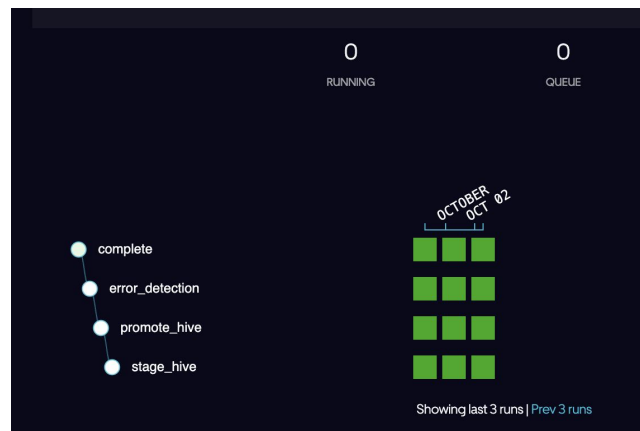 0
RUNNING
0
QUEUE
OCTOBER
OCT 02
complete
error_detection
promote_hive
stage_hive
Showing last 3 runs | Prev 3 runs